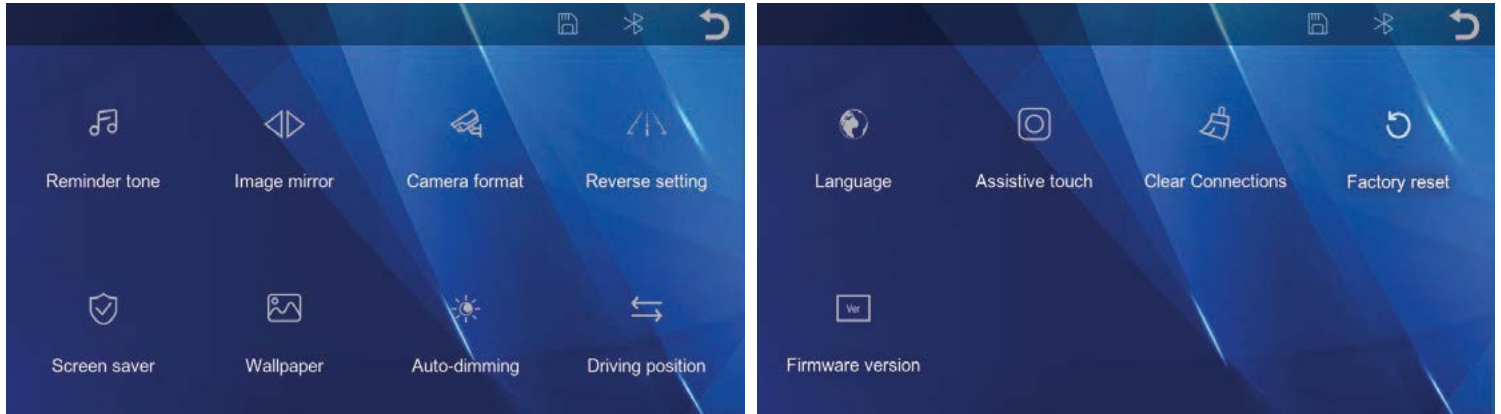 Reminder tone
Image mirror
Camera format
Reverse setting
Screen saver
Wallpaper
Auto-dimming
Driving position
Language
Assistive touch
Clear Connections
Factory reset
Ver
Firmware version